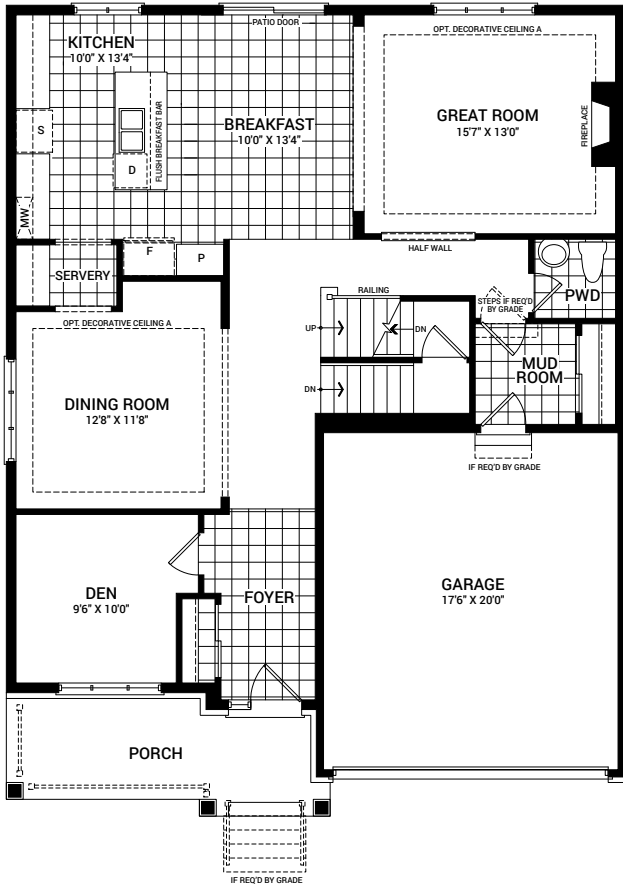 PATIO DOOR
KITCHEN
10'0" X 13'4"
OPT. DECORATIVE CEILING A
S
D
FLUSH BREAKFAST BAR
BREAKFAST
10'0" X 13'4"
GREAT ROOM
15'7" X 13'0"
FIREPLACE
MW
F
P
HALF WALL
SERVERY
PWD
RAILING
STEPS IF REQ'D
BY GRADE
OPT. DECORATIVE CEILING A
UP
DN
MUD
ROOM
DN
DINING ROOM
12'8" X 11'8"
IF REQ'D BY GRADE
DEN
9'6" X 10'0"
FOYER
GARAGE
17'6" X 20'0"
PORCH
IF REQ'D BY GRADE